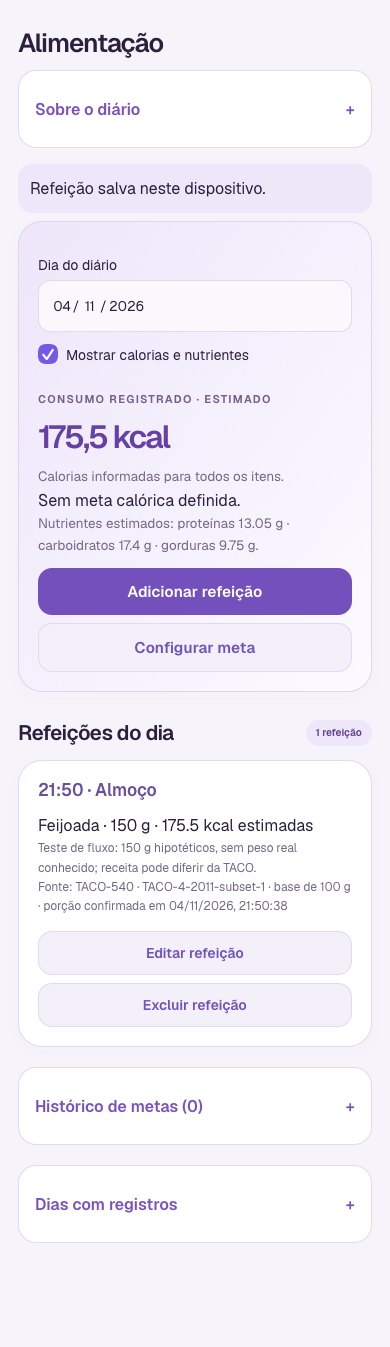 Alimentação
Sobre o diário +
Refeição salva neste dispositivo.
Dia do diário
04/ 11 / 2026
Mostrar calorias e nutrientes
CONSUMO REGISTRADO · ESTIMADO
175,5 kcal
Calorias informadas para todos os itens.
Sem meta calórica definida.
Nutrientes estimados: proteínas 13.05 g ·
carboidratos 17.4 g · gorduras 9.75 g.
Adicionar refeição
Configurar meta
Refeições do dia
1 refeição
21:50 · Almoço
Feijoada · 150 g · 175.5 kcal estimadas
Teste de fluxo: 150 g hipotéticos, sem peso real
conhecido; receita pode diferir da TACO.
Fonte: TACO-540 · TACO-4-2011-subset-1 · base de 100 g
· porção confirmada em 04/11/2026, 21:50:38
Editar refeição
Excluir refeição
Histórico de metas (0) +
Dias com registros +